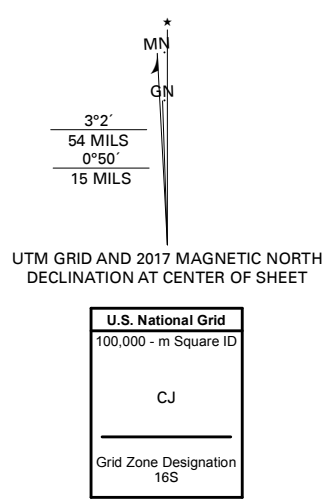 MN
GN
3°2´
54 MILS
0°50´
15 MILS
UTM GRID AND 2017 MAGNETIC NORTH
DECLINATION AT CENTER OF SHEET
U.S. National Grid
100,000 - m Square ID
CJ
Grid Zone Designation
16S